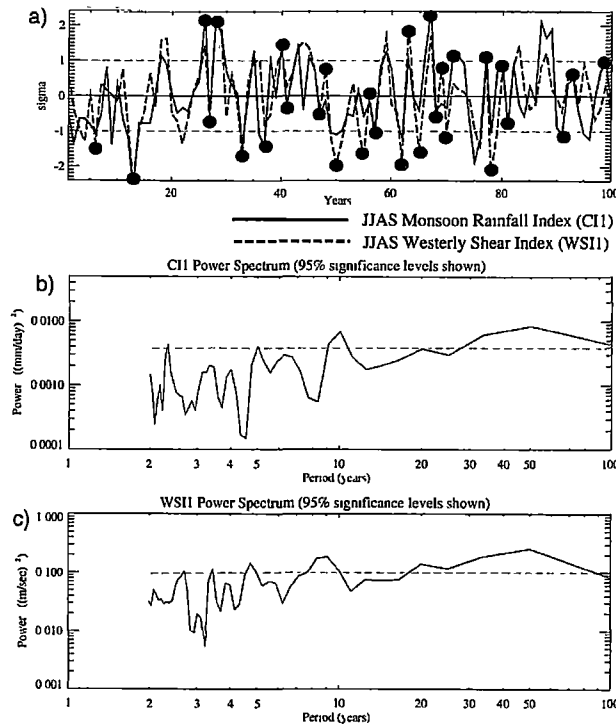 a)
2
1
0
-1
-2
sigma
20 40 60 80 100
Years
JJAS Monsoon Rainfall Index (CI1)
JJAS Westerly Shear Index (WSI1)
CI1 Power Spectrum (95% significance levels shown)
b)
0.0100
0.0010
0.0001
Power ((mm/day)²)
1 2 3 4 5 10 20 30 40 50 100
Period (years)
WSI1 Power Spectrum (95% significance levels shown)
c)
1 000
0.100
0 010
0 001
Power ((m/sec)²)
1 2 3 4 5 10 20 30 40 50 100
Period (years)